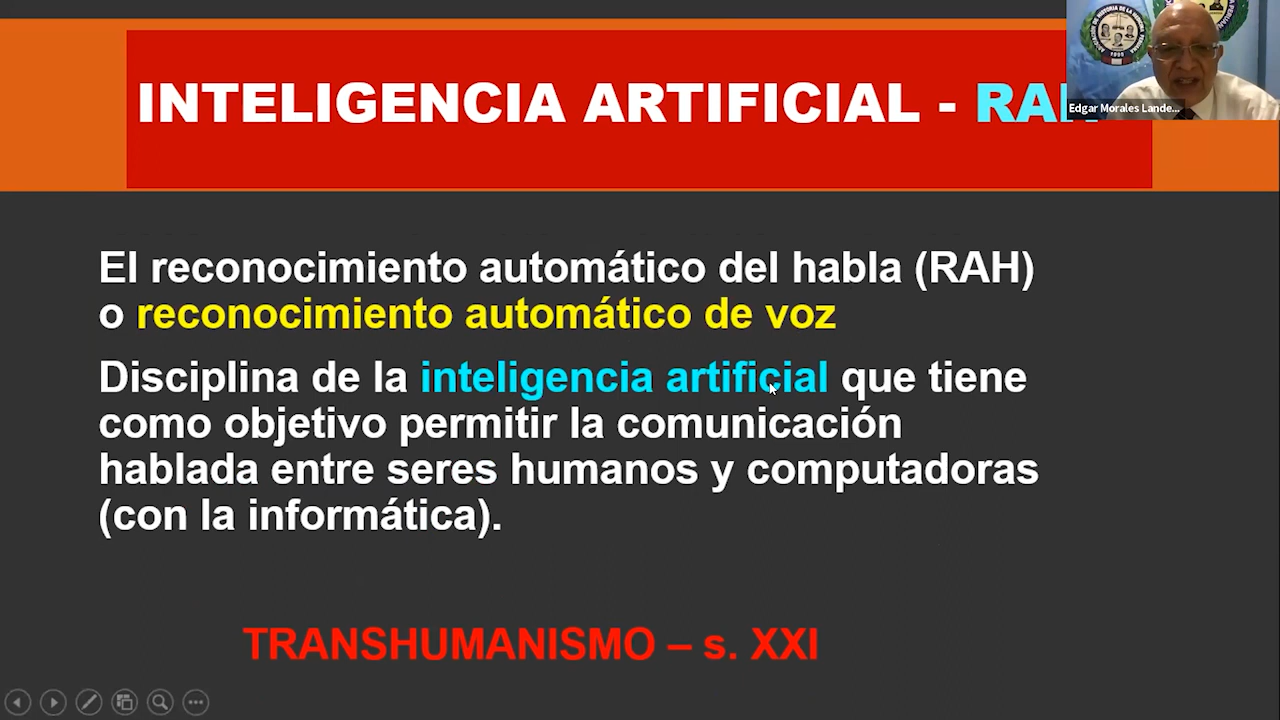 INTELIGENCIA ARTIFICIAL - RAH
Edgar Morales Lande...
El reconocimiento automático del habla (RAH)
o reconocimiento automático de voz
Disciplina de la inteligencia artificial que tiene
como objetivo permitir la comunicación
hablada entre seres humanos y computadoras
(con la informática).
TRANSHUMANISMO – s. XXI